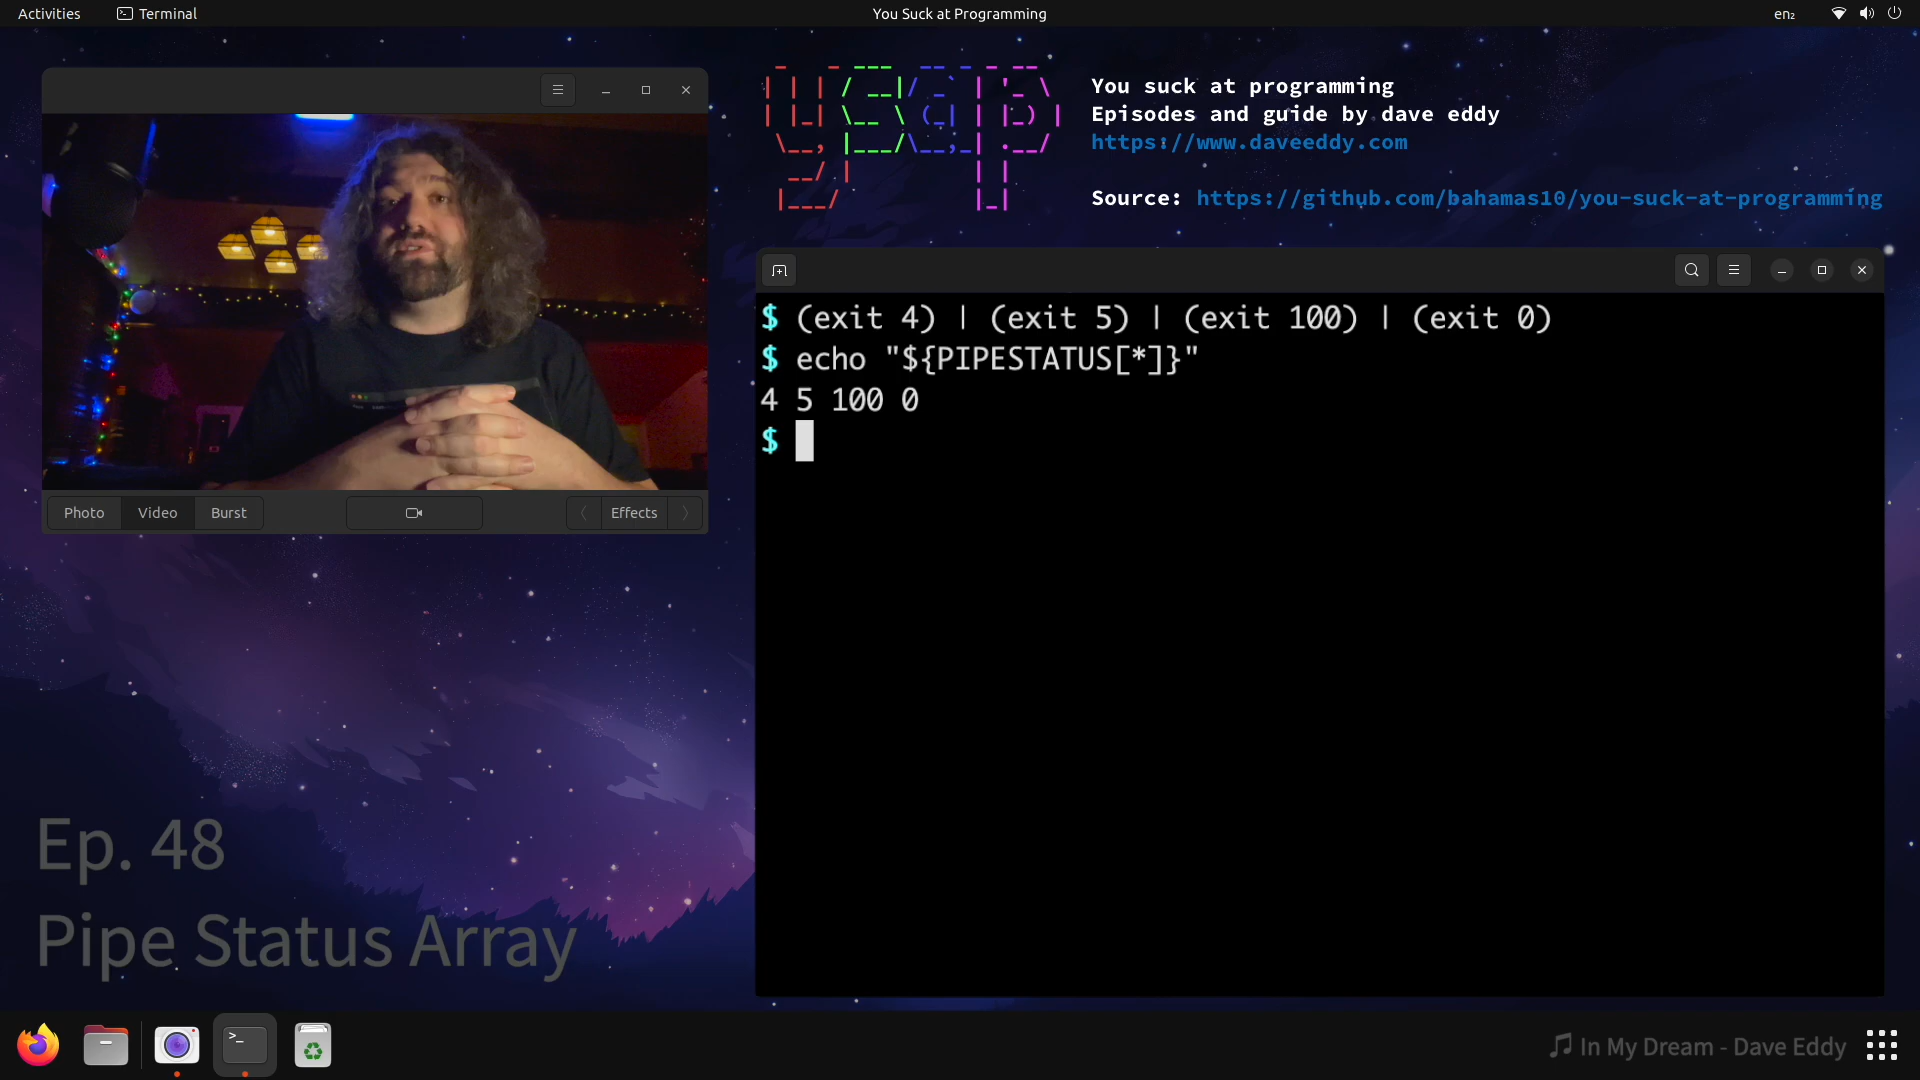 Activities
Terminal
You Suck at Programming
en₂
You suck at programming
Episodes and guide by dave eddy
https://www.daveeddy.com
Source: https://github.com/bahamas10/you-suck-at-programming
$ (exit 4) | (exit 5) | (exit 100) | (exit 0)
$ echo "${PIPESTATUS[*]}"
4 5 100 0
$
Photo
Video
Burst
Effects
Ep. 48
Pipe Status Array
In My Dream - Dave Eddy